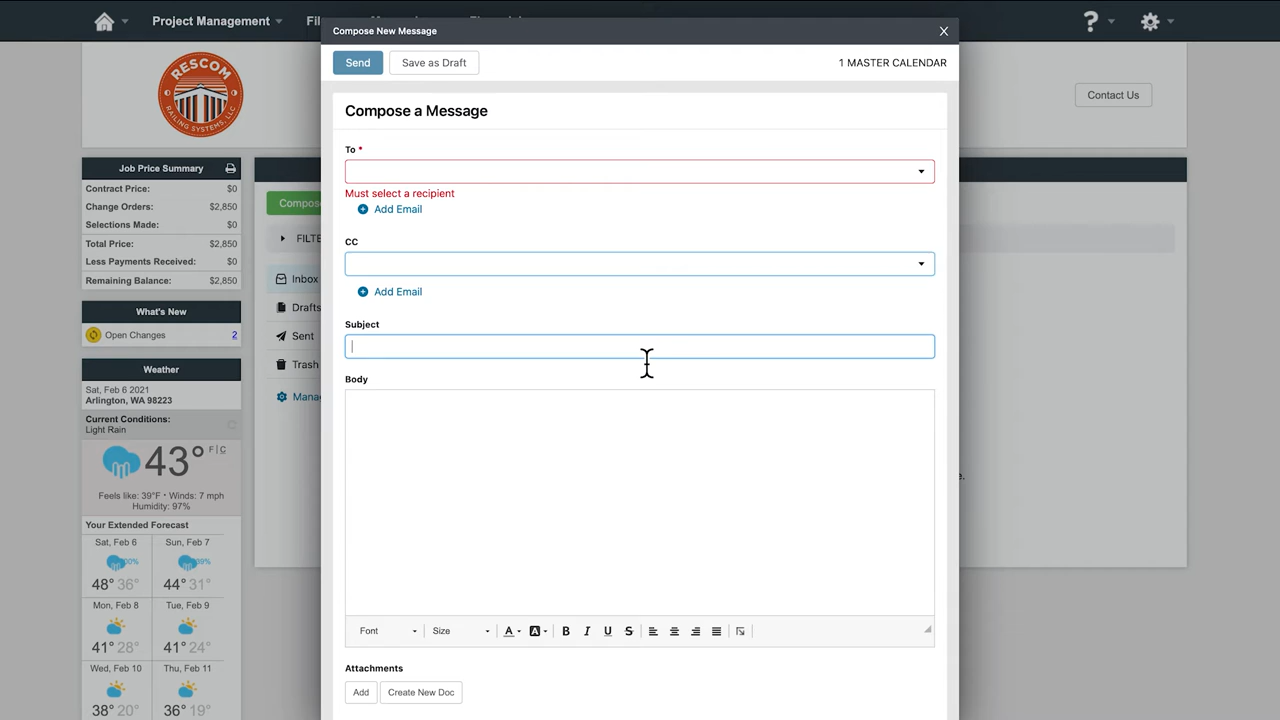 Project Management
Compose New Message
Send
Save as Draft
1 MASTER CALENDAR
RESCOM
RAILING SYSTEMS, LLC
Contact Us
Compose a Message
To *
Must select a recipient
Add Email
CC
Add Email
Subject
Body
Font
Size
A
A
B
I
U
S
Attachments
Add
Create New Doc
Job Price Summary
Contract Price: $0
Change Orders: $2,850
Selections Made: $0
Total Price: $2,850
Less Payments Received: $0
Remaining Balance: $2,850
What's New
Open Changes 2
Weather
Sat, Feb 6 2021
Arlington, WA 98223
Current Conditions:
Light Rain
43° F|C
Feels like: 39°F • Winds: 7 mph
Humidity: 97%
Your Extended Forecast
Sat, Feb 6 Sun, Feb 7
100% 89%
48° 36° 44° 31°
Mon, Feb 8 Tue, Feb 9
41° 28° 41° 24°
Wed, Feb 10 Thu, Feb 11
38° 20° 36° 19°
Inbox
Drafts
Sent
Trash